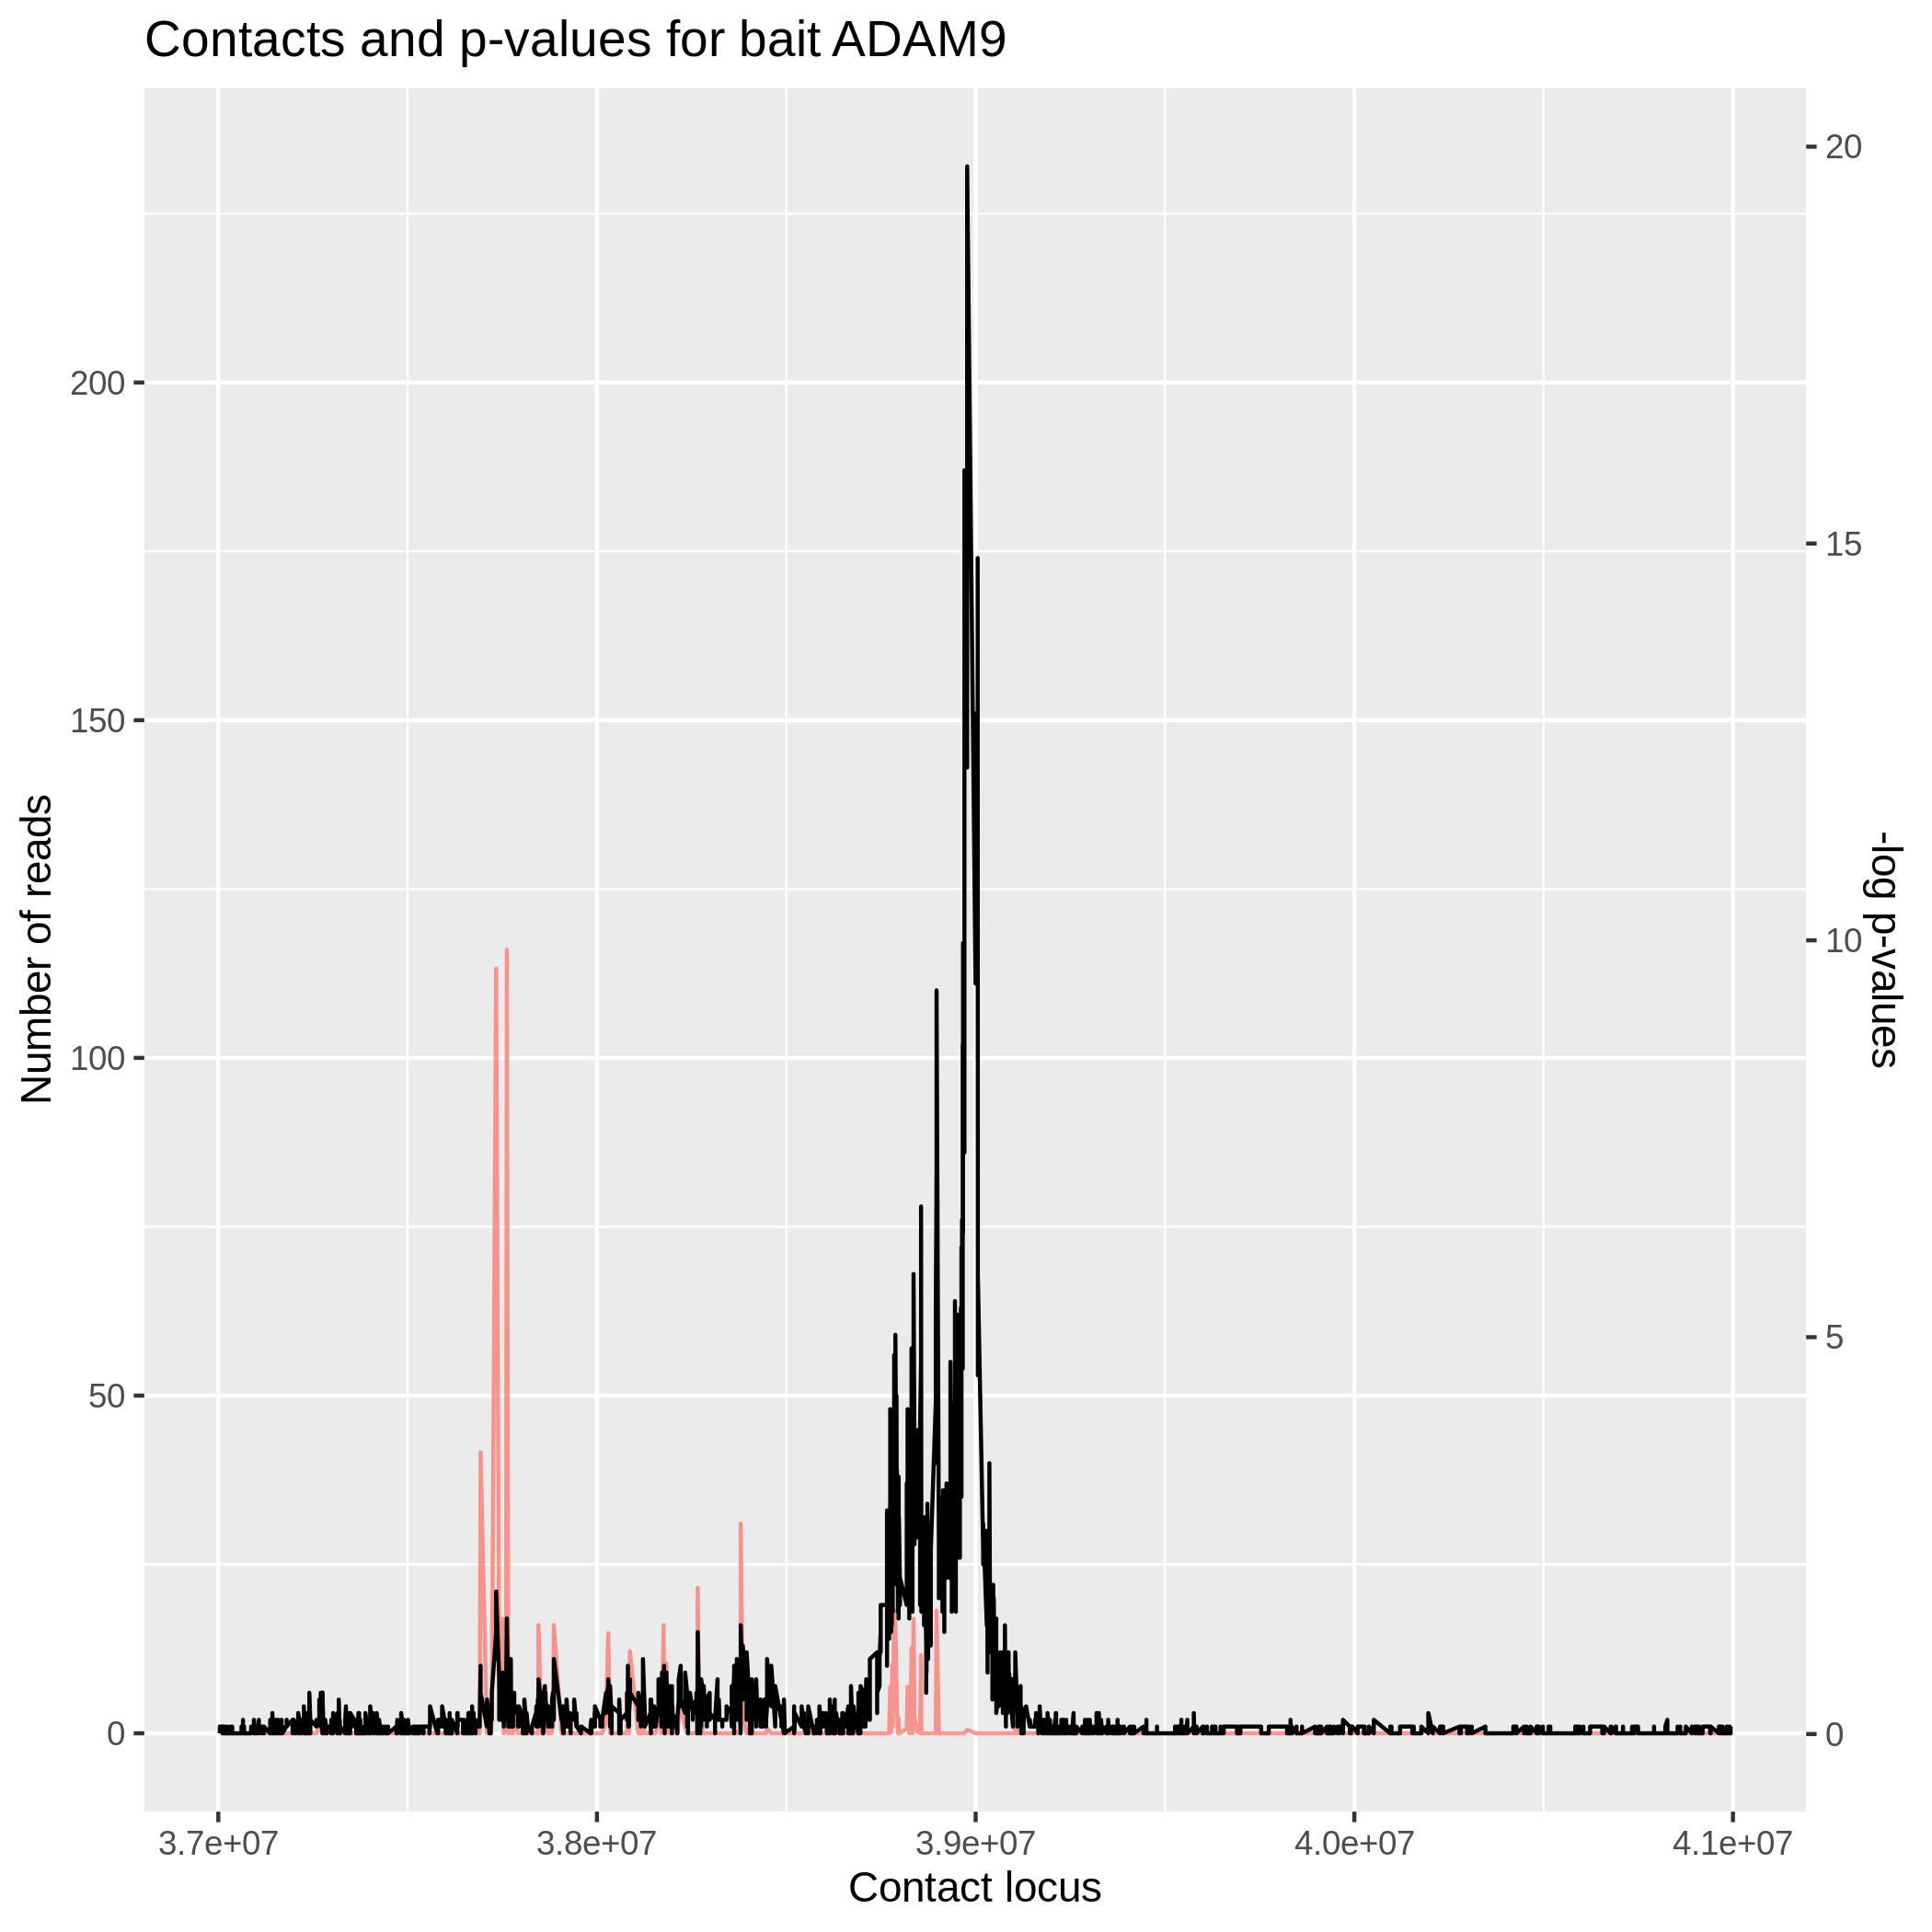 Contacts and p-values for bait ADAM9
Number of reads
200
150
100
50
0
20
15
10
5
0
-log p-values
3.7e+07 3.8e+07 3.9e+07 4.0e+07 4.1e+07
Contact locus